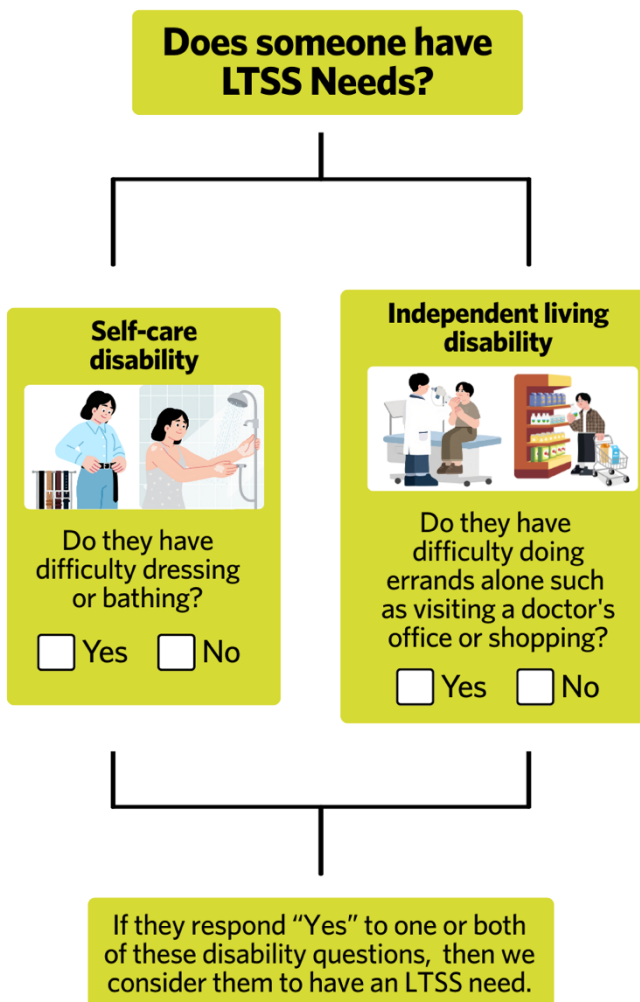 Does someone have
LTSS Needs?
Self-care
disability
Do they have
difficulty dressing
or bathing?
Yes No
Independent living
disability
Do they have
difficulty doing
errands alone such
as visiting a doctor's
office or shopping?
Yes No
If they respond “Yes” to one or both
of these disability questions, then we
consider them to have an LTSS need.